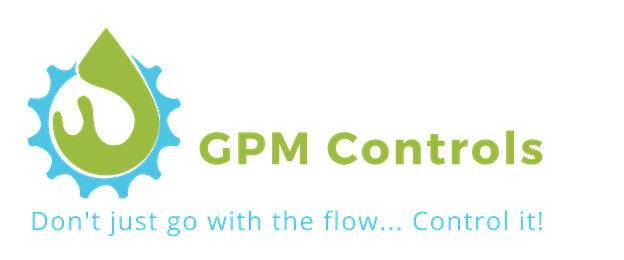 GPM Controls
Don't just go with the flow... Control it!